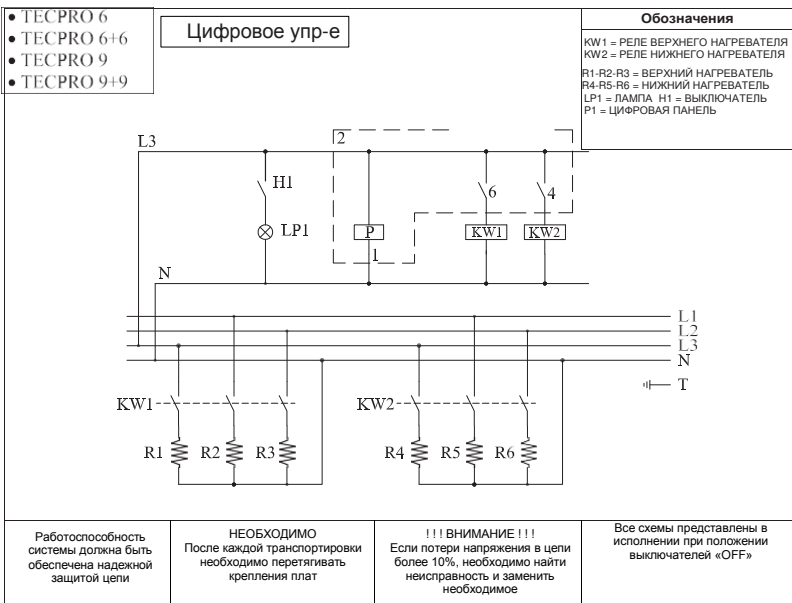 • TECPRO 6
• TECPRO 6+6
• TECPRO 9
• TECPRO 9+9
Цифровое упр-е
Обозначения
KW1 = РЕЛЕ ВЕРХНЕГО НАГРЕВАТЕЛЯ
KW2 = РЕЛЕ НИЖНЕГО НАГРЕВАТЕЛЯ
R1-R2-R3 = ВЕРХНИЙ НАГРЕВАТЕЛЬ
R4-R5-R6 = НИЖНИЙ НАГРЕВАТЕЛЬ
LP1 = ЛАМПА H1 = ВЫКЛЮЧАТЕЛЬ
P1 = ЦИФРОВАЯ ПАНЕЛЬ
L3
2
H1
6
4
LP1
P
KW1
KW2
1
N
L1
L2
L3
N
T
KW1
KW2
R1
R2
R3
R4
R5
R6
Работоспособность
системы должна быть
обеспечена надежной
защитой цепи
НЕОБХОДИМО
После каждой транспортировки
необходимо перетягивать
крепления плат
! ! ! ВНИМАНИЕ ! ! !
Если потери напряжения в цепи
более 10%, необходимо найти
неисправность и заменить
необходимое
Все схемы представлены в
исполнении при положении
выключателей «OFF»